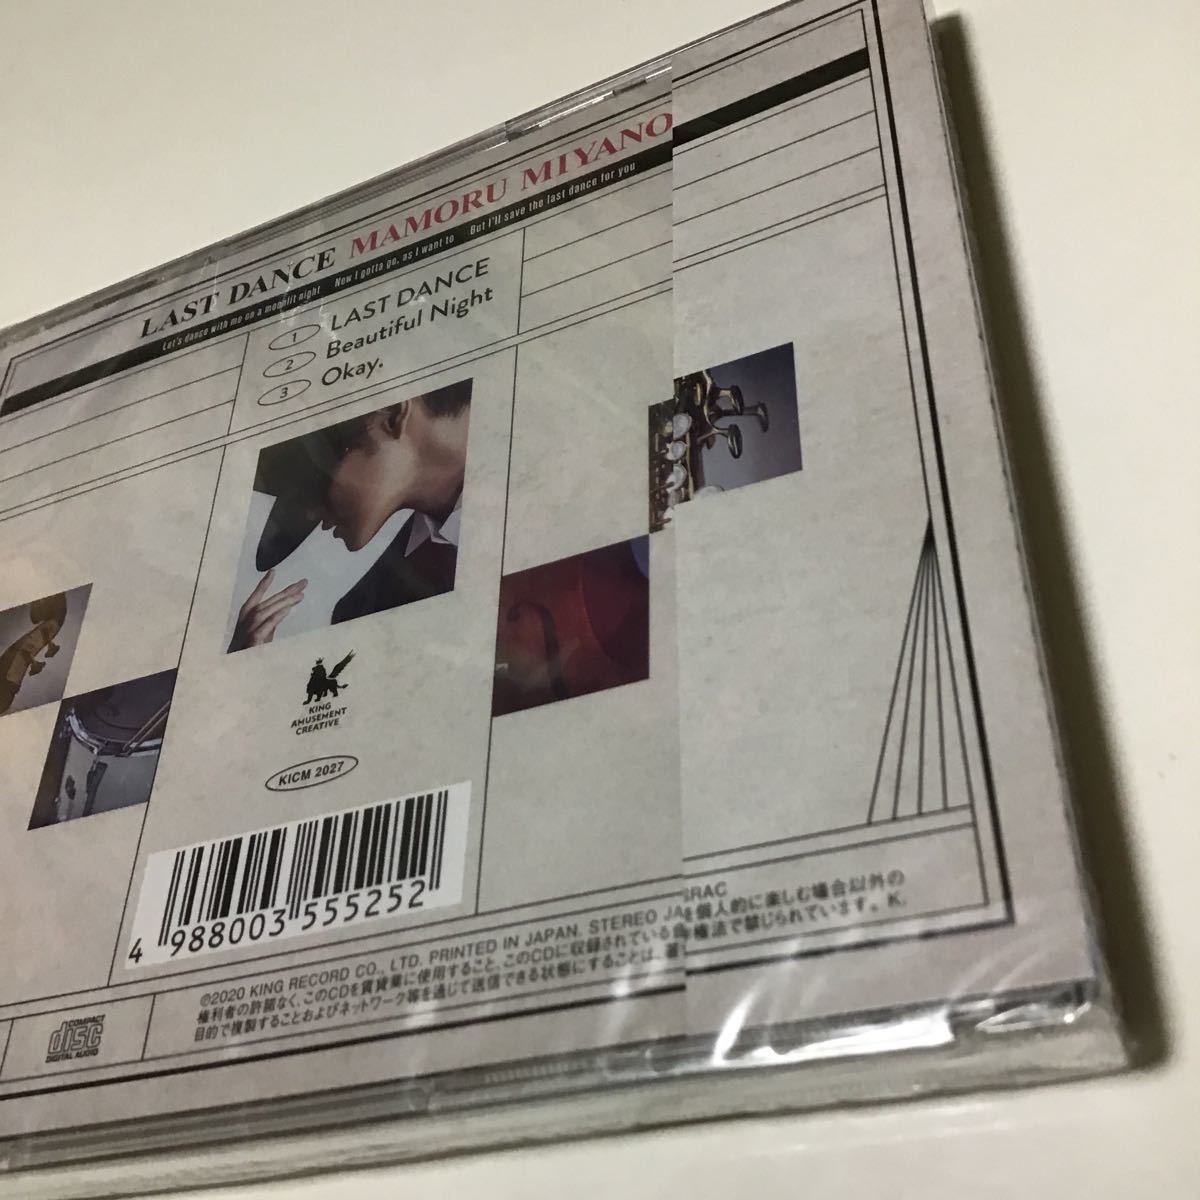 LAST DANCE MAMORU MIYANO
Let's dance with me on a moonlit night Now I gotta go, as I want to But I'll save the last dance for you
1 LAST DANCE
2 Beautiful Night
3 Okay.
KING
AMUSEMENT
CREATIVE
KICM 2027
4 988003 555252
COMPACT
disc
DIGITAL AUDIO
©2020 KING RECORD CO., LTD. PRINTED IN JAPAN. STEREO JASRAC
権利者の許諾なく、このCDを賃貸業に使用すること、このCDに収録されている 個人的に楽しむ場合以外の
目的で複製することおよびネットワーク等を通じて送信できる状態にすることは、著作権法で禁じられています。K.